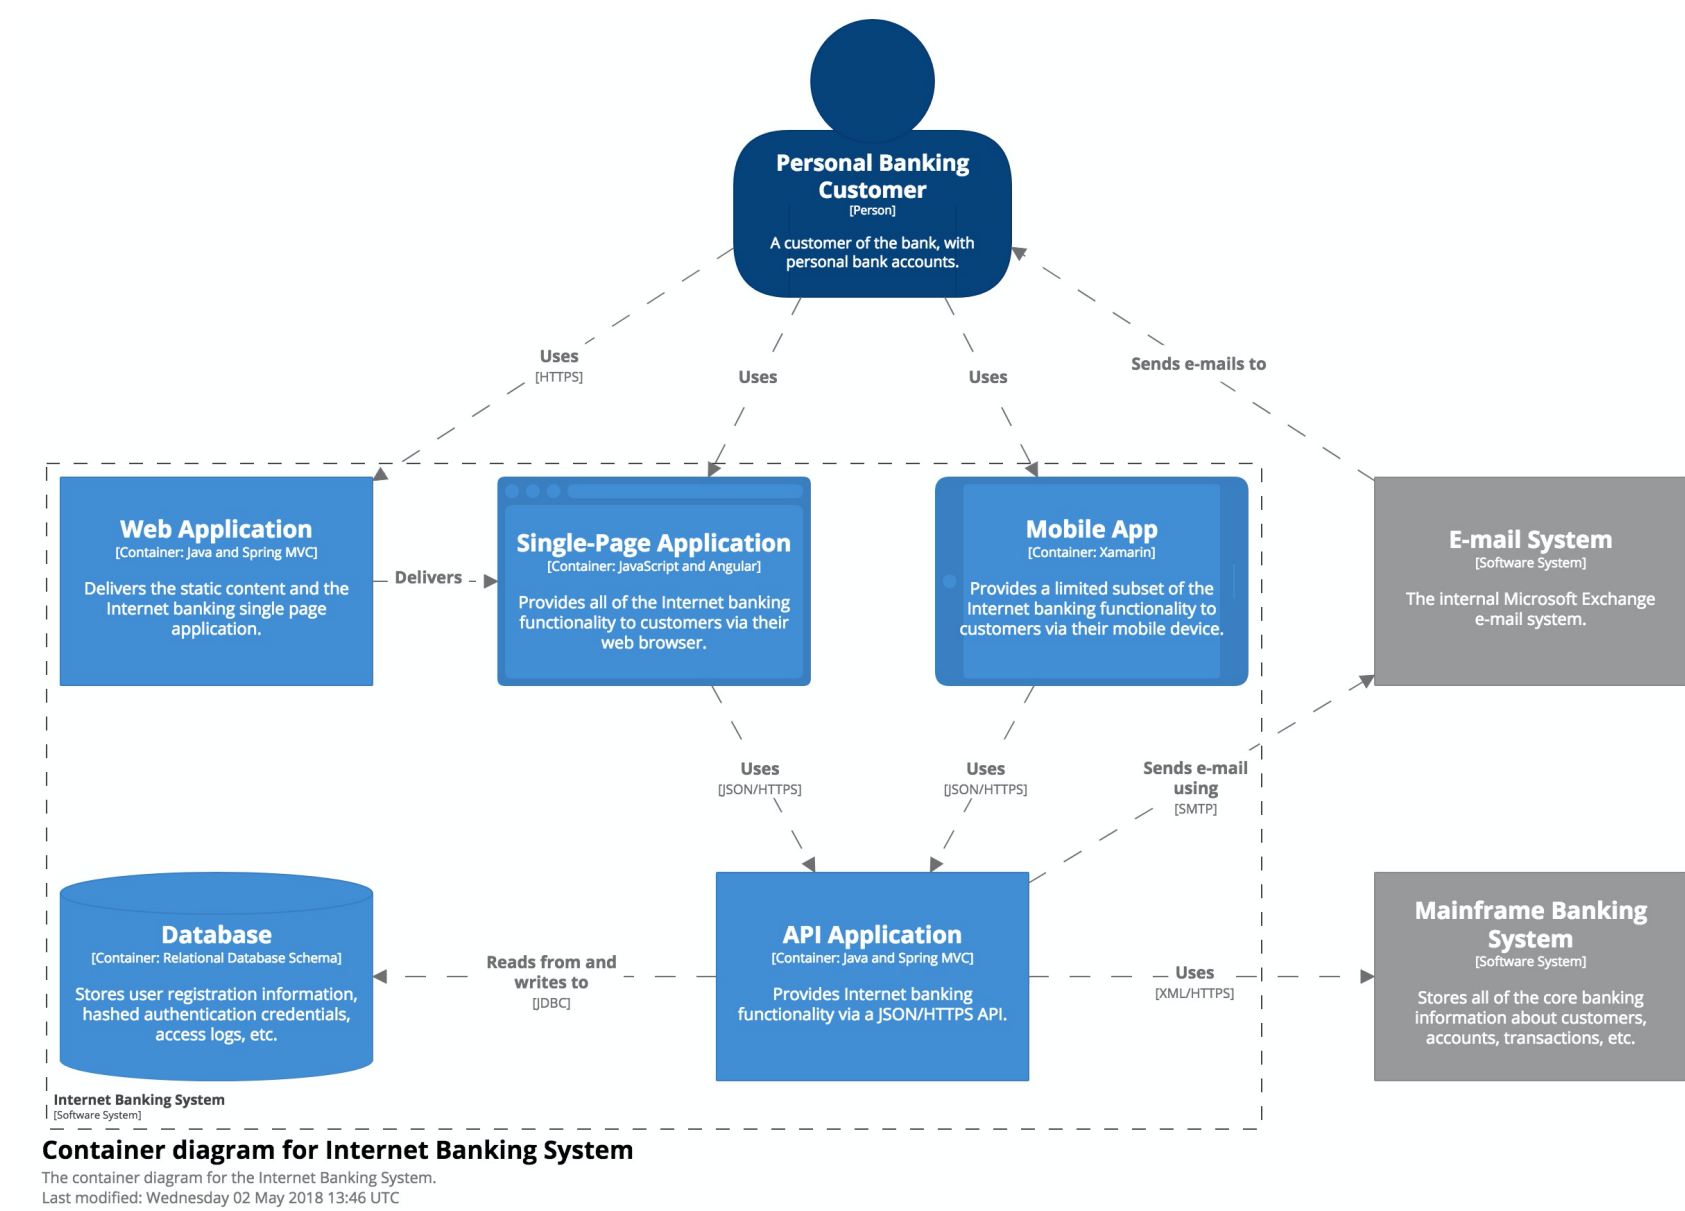 Personal Banking
Customer
[Person]
A customer of the bank, with
personal bank accounts.
Uses
[HTTPS]
Uses
Uses
Sends e-mails to
Web Application
[Container: Java and Spring MVC]
Delivers the static content and the
Internet banking single page
application.
Delivers
Single-Page Application
[Container: JavaScript and Angular]
Provides all of the Internet banking
functionality to customers via their
web browser.
Mobile App
[Container: Xamarin]
Provides a limited subset of the
Internet banking functionality to
customers via their mobile device.
E-mail System
[Software System]
The internal Microsoft Exchange
e-mail system.
Uses
[JSON/HTTPS]
Uses
[JSON/HTTPS]
Sends e-mail
using
[SMTP]
Database
[Container: Relational Database Schema]
Stores user registration information,
hashed authentication credentials,
access logs, etc.
Reads from and
writes to
[JDBC]
API Application
[Container: Java and Spring MVC]
Provides Internet banking
functionality via a JSON/HTTPS API.
Uses
[XML/HTTPS]
Mainframe Banking
System
[Software System]
Stores all of the core banking
information about customers,
accounts, transactions, etc.
Internet Banking System
[Software System]
Container diagram for Internet Banking System
The container diagram for the Internet Banking System.
Last modified: Wednesday 02 May 2018 13:46 UTC